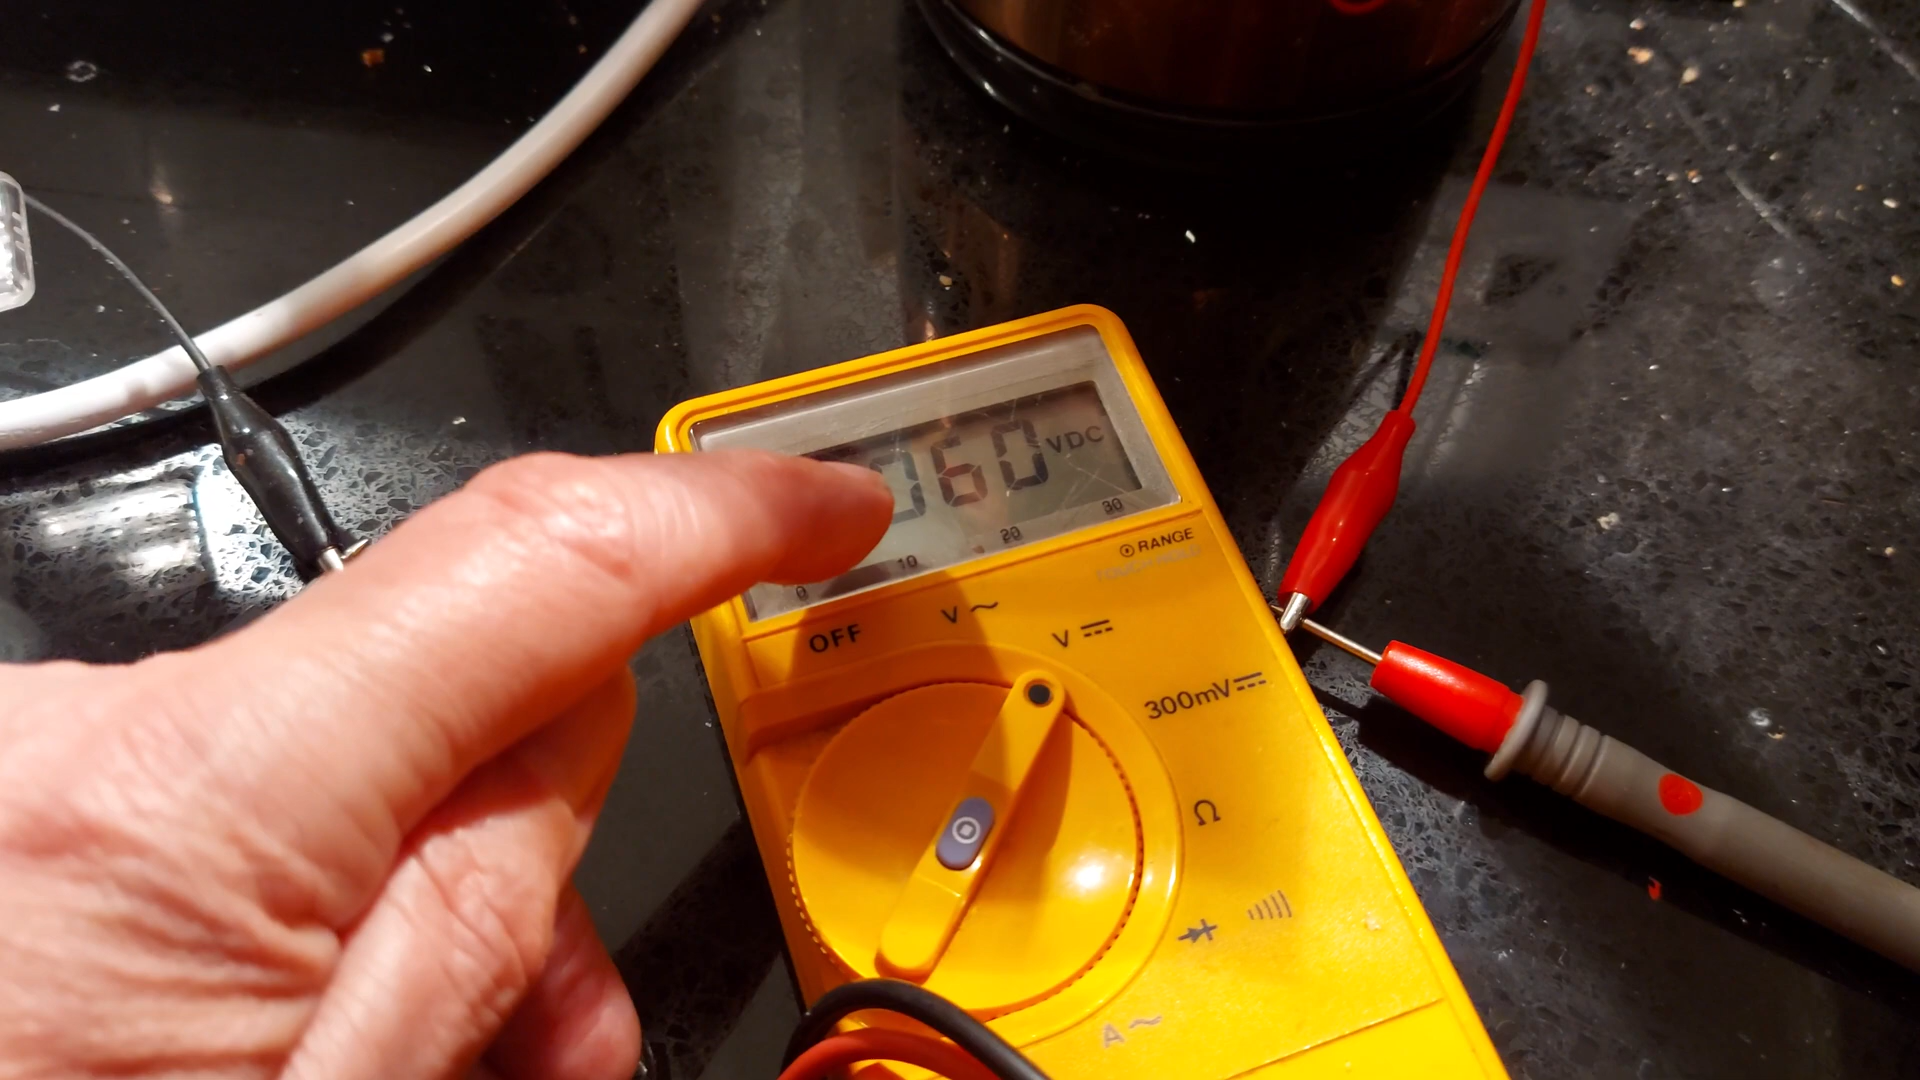 060 VDC
0 10 20 30
RANGE
OFF V ~ V
300mV
Ω
A ~